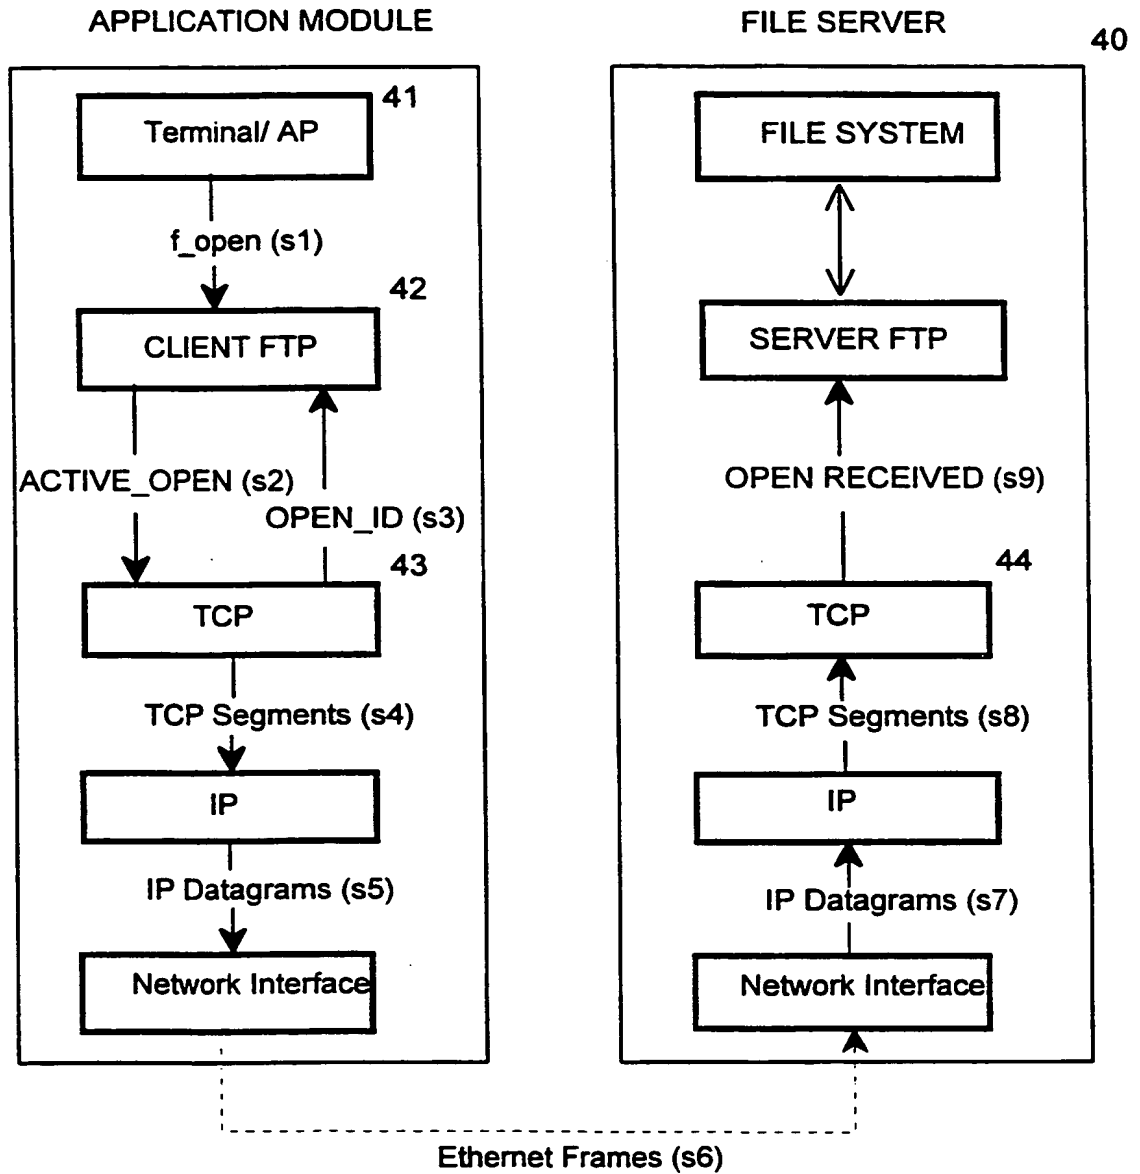 APPLICATION MODULE
FILE SERVER
40
41
Terminal/ AP
f_open (s1)
42
CLIENT FTP
ACTIVE_OPEN (s2)
OPEN_ID (s3)
43
TCP
TCP Segments (s4)
IP
IP Datagrams (s5)
Network Interface
FILE SYSTEM
SERVER FTP
OPEN RECEIVED (s9)
44
TCP
TCP Segments (s8)
IP
IP Datagrams (s7)
Network Interface
Ethernet Frames (s6)